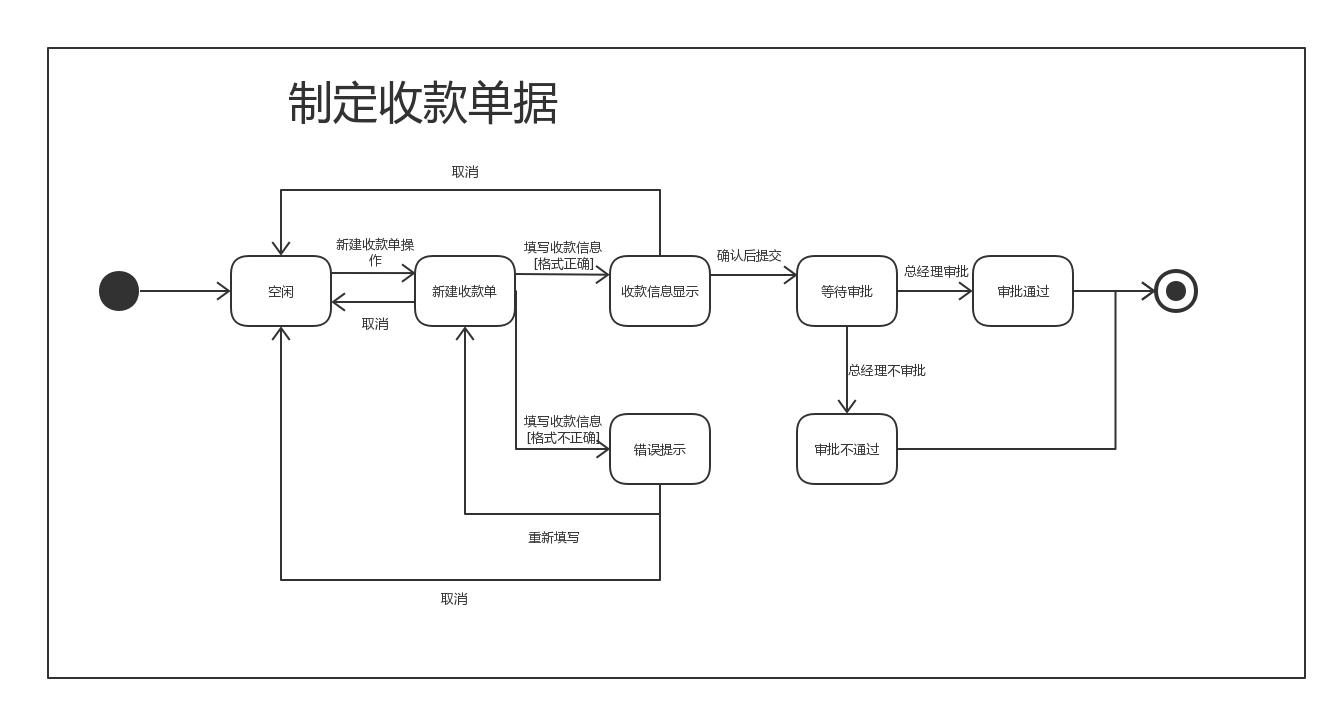 制定收款单据
取消
新建收款单操
作
填写收款信息
[格式正确]
确认后提交
总经理审批
空闲
新建收款单
收款信息显示
等待审批
审批通过
取消
总经理不审批
填写收款信息
[格式不正确]
错误提示
审批不通过
重新填写
取消